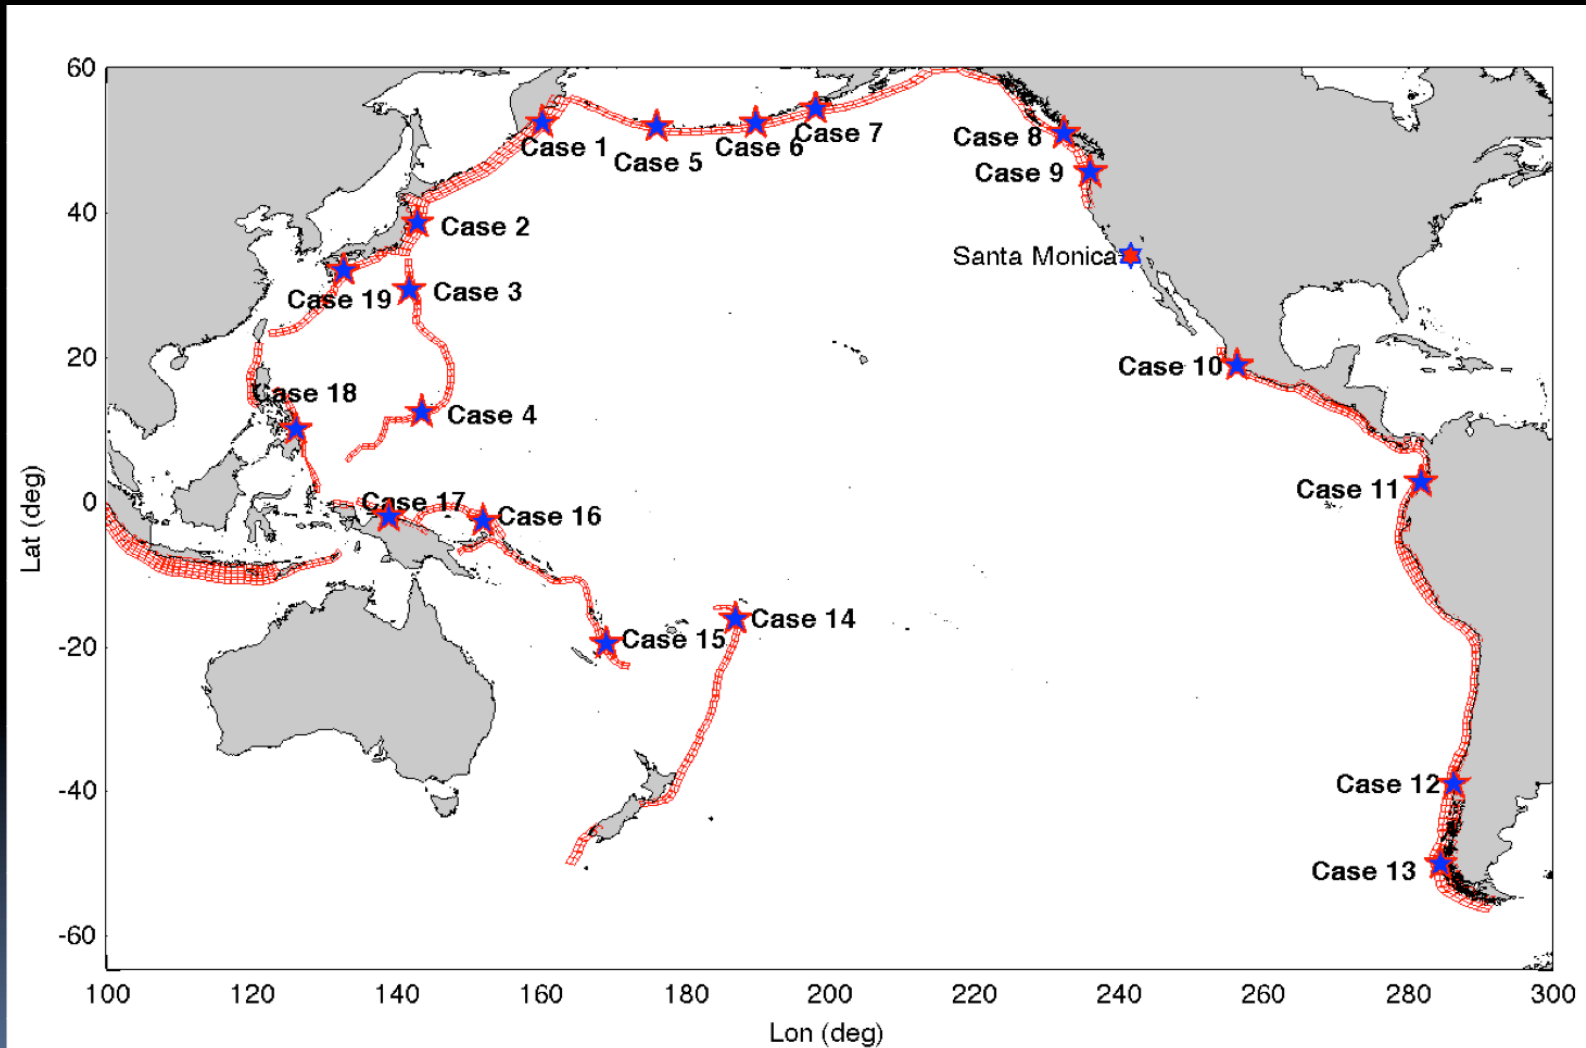 60
40
20
0
-20
-40
-60
Lat (deg)
Case 1
Case 5
Case 6
Case 7
Case 8
Case 9
Case 2
Santa Monica
Case 19
Case 3
Case 10
Case 18
Case 4
Case 11
Case 17
Case 16
Case 15
Case 14
Case 12
Case 13
100 120 140 160 180 200 220 240 260 280 300
Lon (deg)